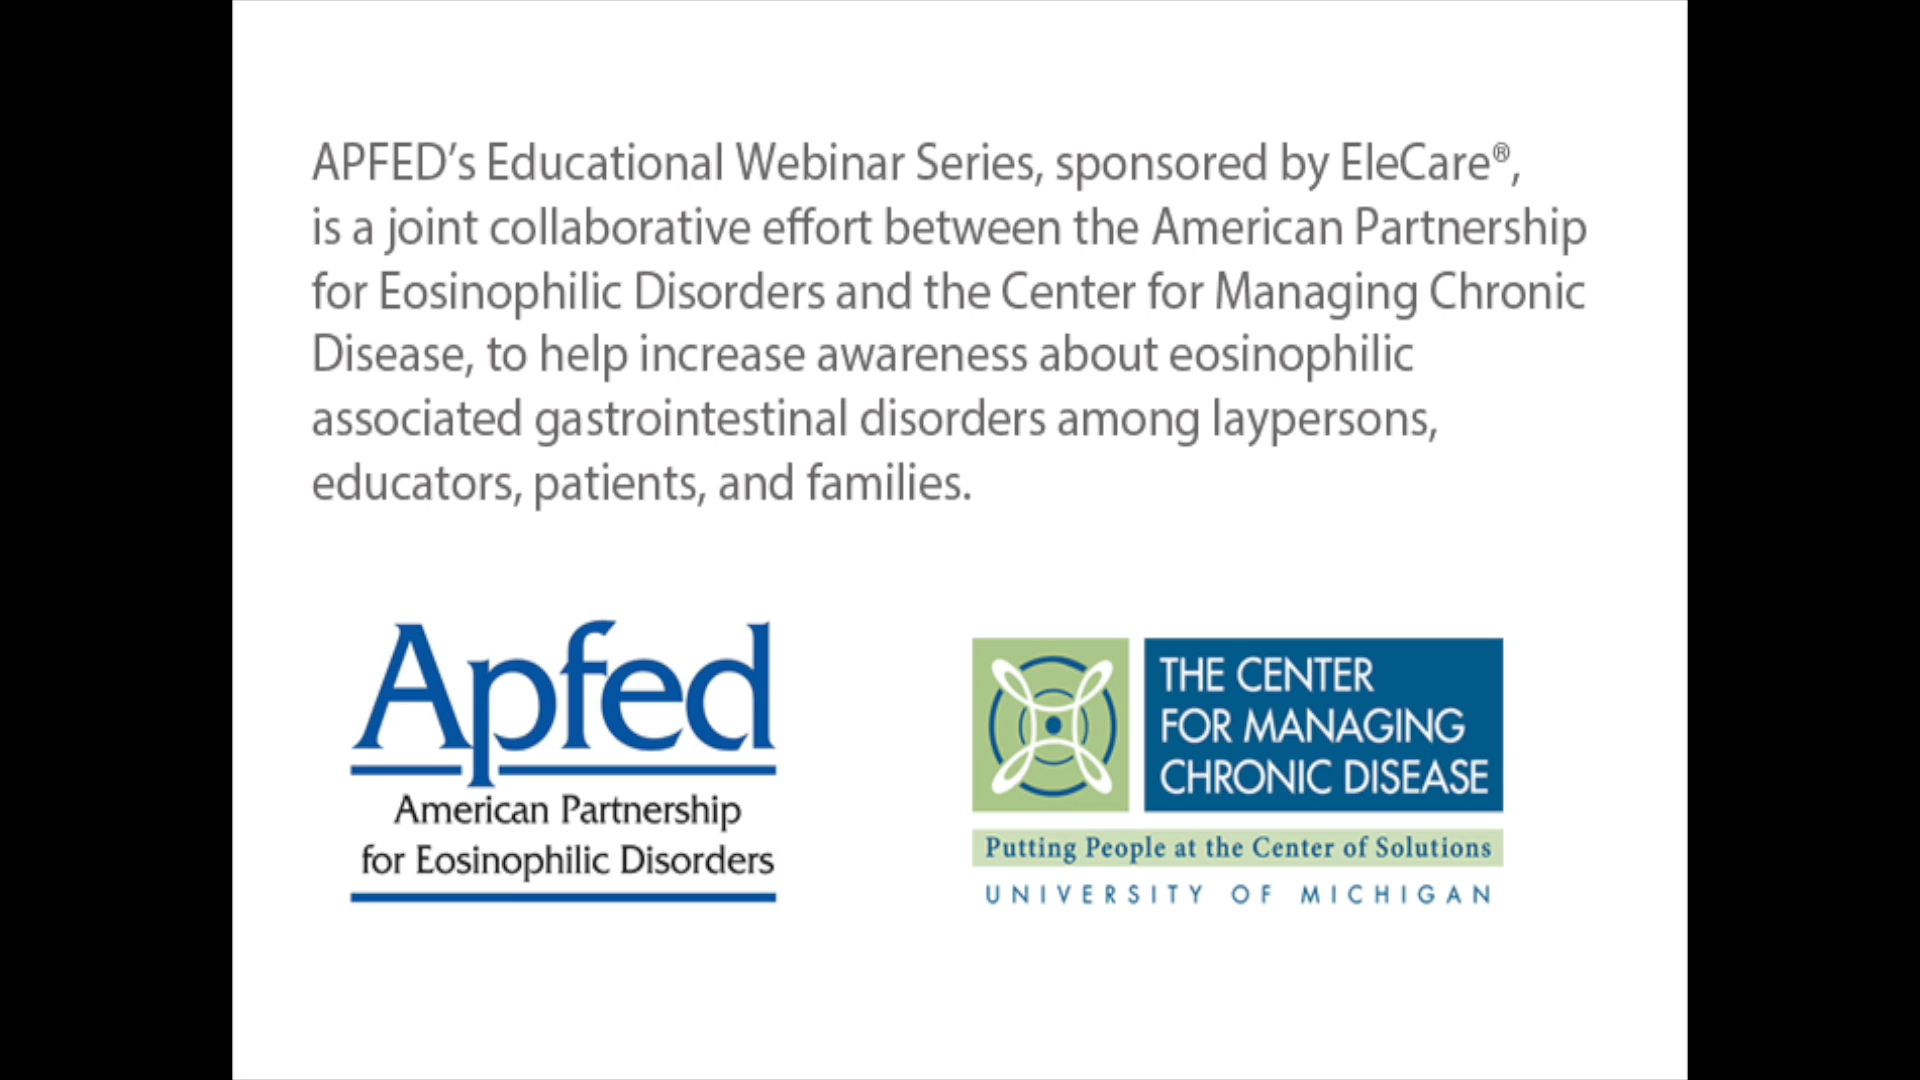 APFED's Educational Webinar Series, sponsored by EleCare®,
is a joint collaborative effort between the American Partnership
for Eosinophilic Disorders and the Center for Managing Chronic
Disease, to help increase awareness about eosinophilic
associated gastrointestinal disorders among laypersons,
educators, patients, and families.
Apfed
American Partnership
for Eosinophilic Disorders
THE CENTER
FOR MANAGING
CHRONIC DISEASE
Putting People at the Center of Solutions
UNIVERSITY OF MICHIGAN